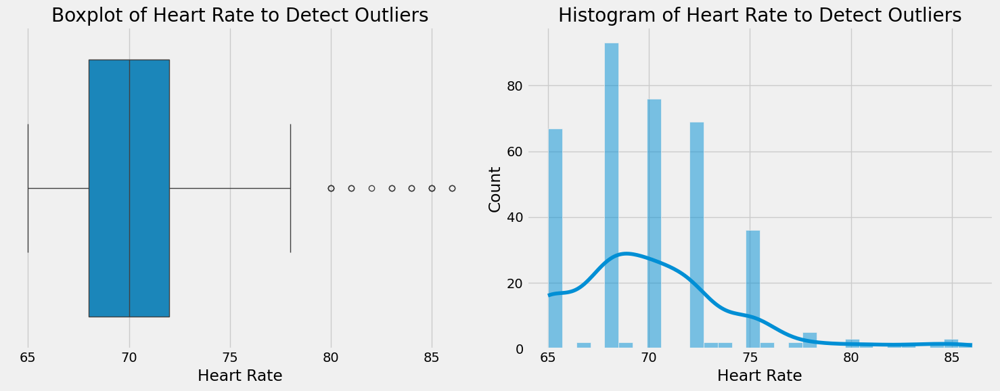 Boxplot of Heart Rate to Detect Outliers
65 70 75 80 85
Heart Rate
Histogram of Heart Rate to Detect Outliers
Count
80
60
40
20
0
65 70 75 80 85
Heart Rate